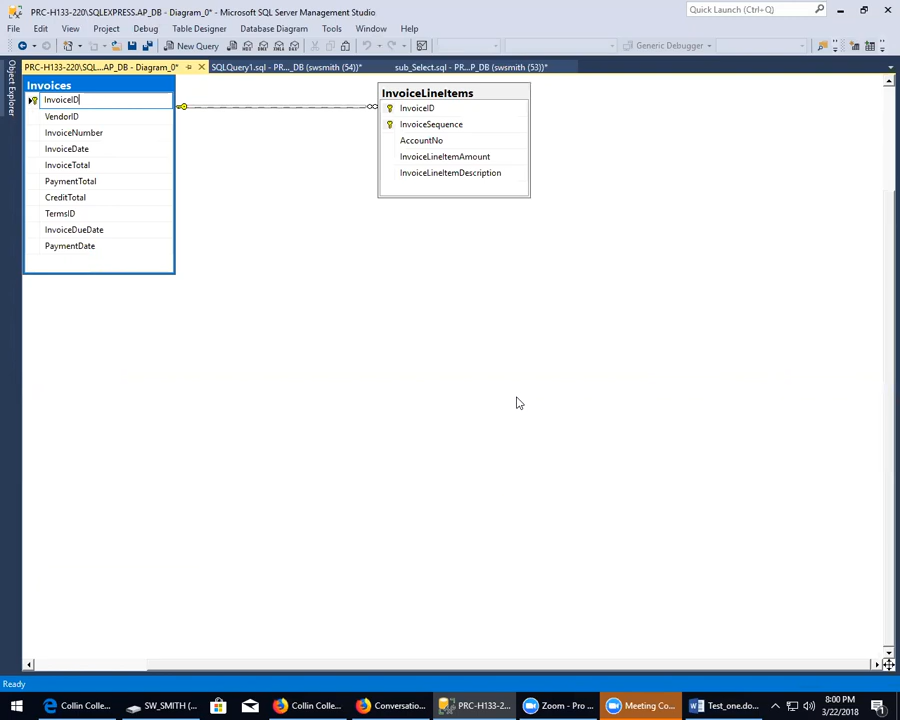 PRC-H133-220\SQLEXPRESS.AP_DB - Diagram_0* - Microsoft SQL Server Management Studio
Quick Launch (Ctrl+Q)
File Edit View Project Debug Table Designer Database Diagram Tools Window Help
New Query
Generic Debugger
PRC-H133-220\SQL...AP_DB - Diagram_0*
SQLQuery1.sql - PR..._DB (swsmith (54))*
sub_Select.sql - PR...P_DB (swsmith (53))*
Object Explorer
Invoices
InvoiceID
VendorID
InvoiceNumber
InvoiceDate
InvoiceTotal
PaymentTotal
CreditTotal
TermsID
InvoiceDueDate
PaymentDate
InvoiceLineItems
InvoiceID
InvoiceSequence
AccountNo
InvoiceLineItemAmount
InvoiceLineItemDescription
Ready
Collin Colle...
SW_SMITH (...
Collin Colle...
Conversatio...
PRC-H133-2...
Zoom - Pro ...
Meeting Co...
Test_one.do...
8:00 PM
3/22/2018